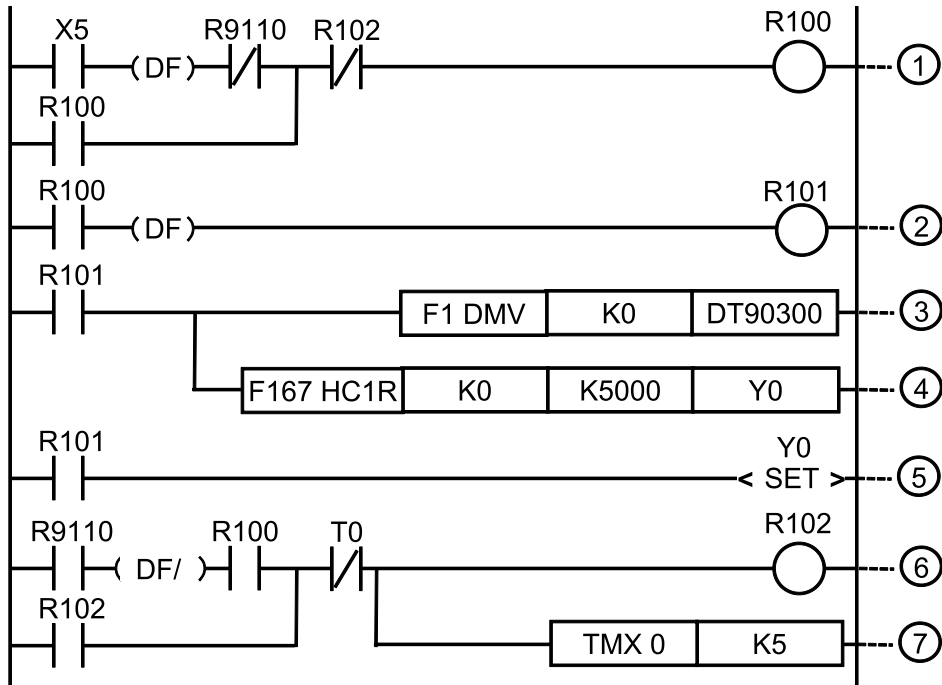 X5 R9110 R102 R100
( DF ) 1
R100
R100 R101
( DF ) 2
R101
F1 DMV K0 DT90300 3
F167 HC1R K0 K5000 Y0 4
R101 Y0
< SET > 5
R9110 R100 T0 R102
( DF/ ) 6
R102
TMX 0 K5 7